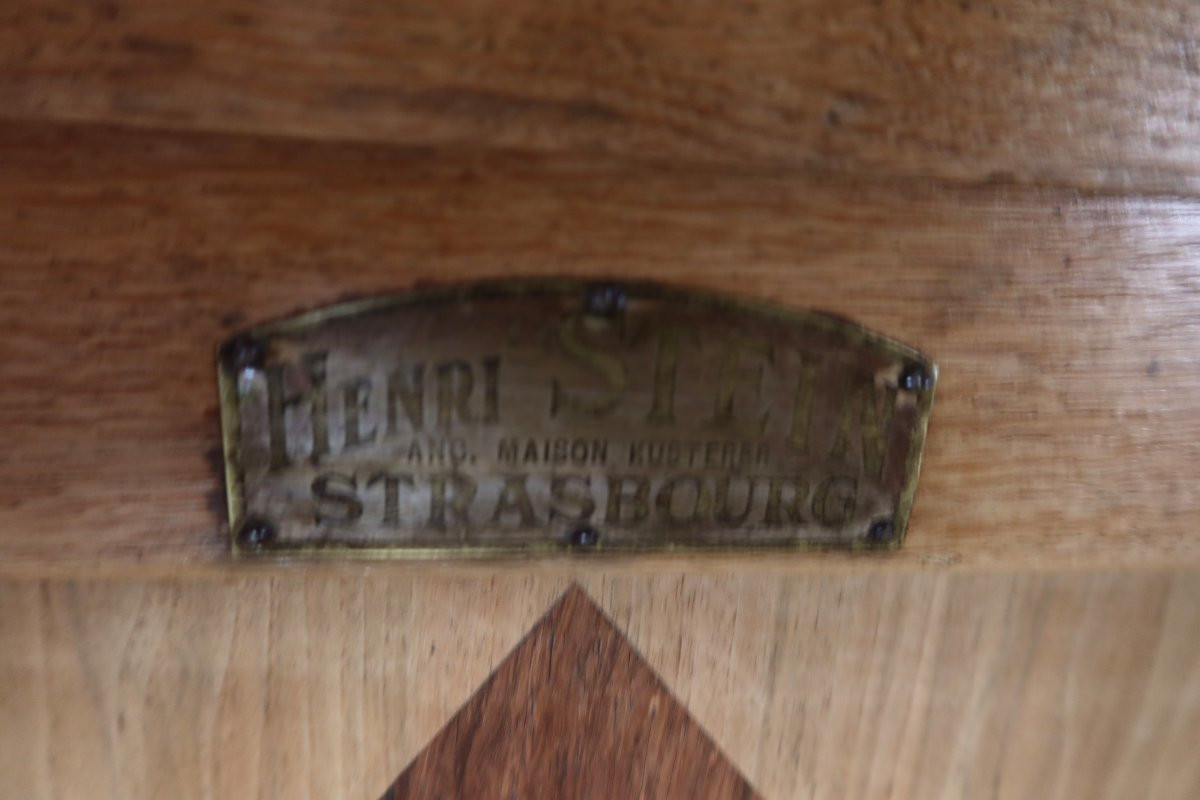 HENRI STEIN
ANC. MAISON KUSTERER
STRASBOURG